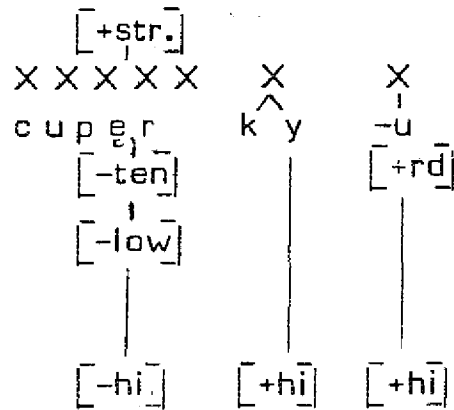 [+str.]
X X X X X X X
c u p e r k y -u
[-ten] [+rd]
[-low]
[-hi] [+hi] [+hi]